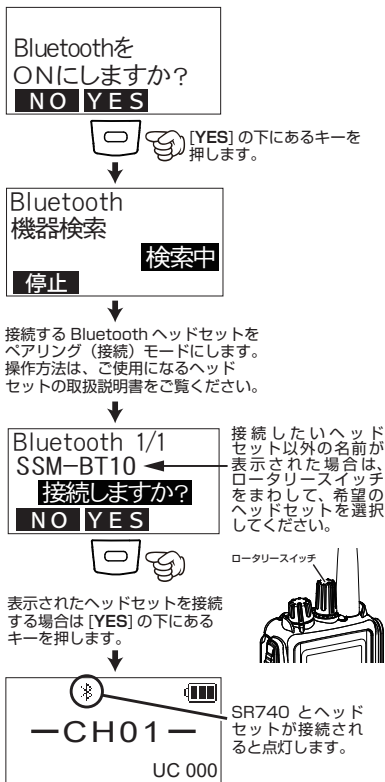 Bluetoothを
ONにしますか？
NO YES
[YES] の下にあるキーを
押します。
Bluetooth
機器検索
検索中
停止
接続する Bluetooth ヘッドセットを
ペアリング（接続）モードにします。
操作方法は、ご使用になるヘッド
セットの取扱説明書をご覧ください。
Bluetooth 1/1
SSM-BT10
接続しますか?
NO YES
接続したいヘッド
セット以外の名前が
表示された場合は、
ロータリースイッチ
をまわして、希望の
ヘッドセットを選択
してください。
ロータリースイッチ
表示されたヘッドセットを接続
する場合は [YES] の下にある
キーを押します。
－CH01－
UC 000
SR740 とヘッド
セットが接続され
ると点灯します。